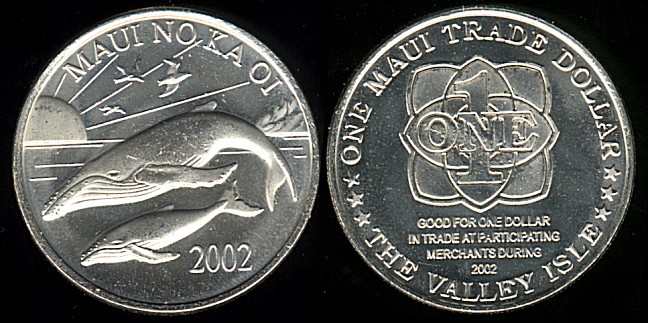 MAUI NO KA OI
2002
ONE MAUI TRADE DOLLAR
1
ONE
GOOD FOR ONE DOLLAR
IN TRADE AT PARTICIPATING
MERCHANTS DURING
2002
THE VALLEY ISLE